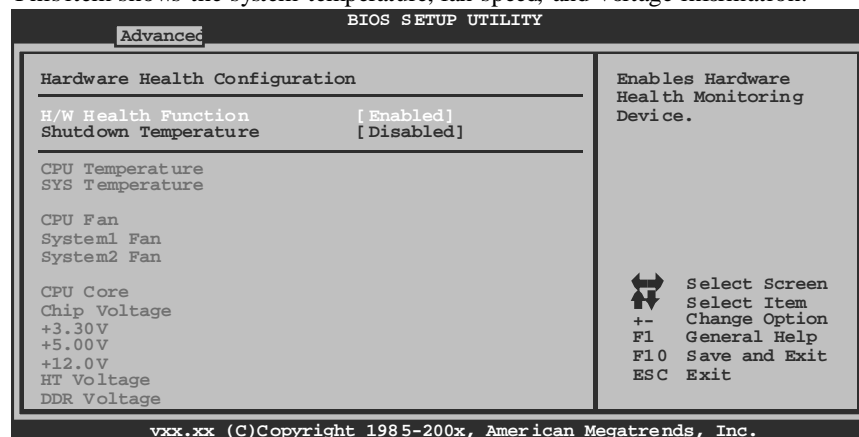 This item shows the system temperature, fan speed, and voltage information.
BIOS SETUP UTILITY
Advanced
Hardware Health Configuration
H/W Health Function [Enabled]
Shutdown Temperature [Disabled]
CPU Temperature
SYS Temperature
CPU Fan
System1 Fan
System2 Fan
CPU Core
Chip Voltage
+3.30V
+5.00V
+12.0V
HT Voltage
DDR Voltage
Enables Hardware
Health Monitoring
Device.
Select Screen
Select Item
+- Change Option
F1 General Help
F10 Save and Exit
ESC Exit
vxx.xx (C)Copyright 1985-200x, American Megatrends, Inc.